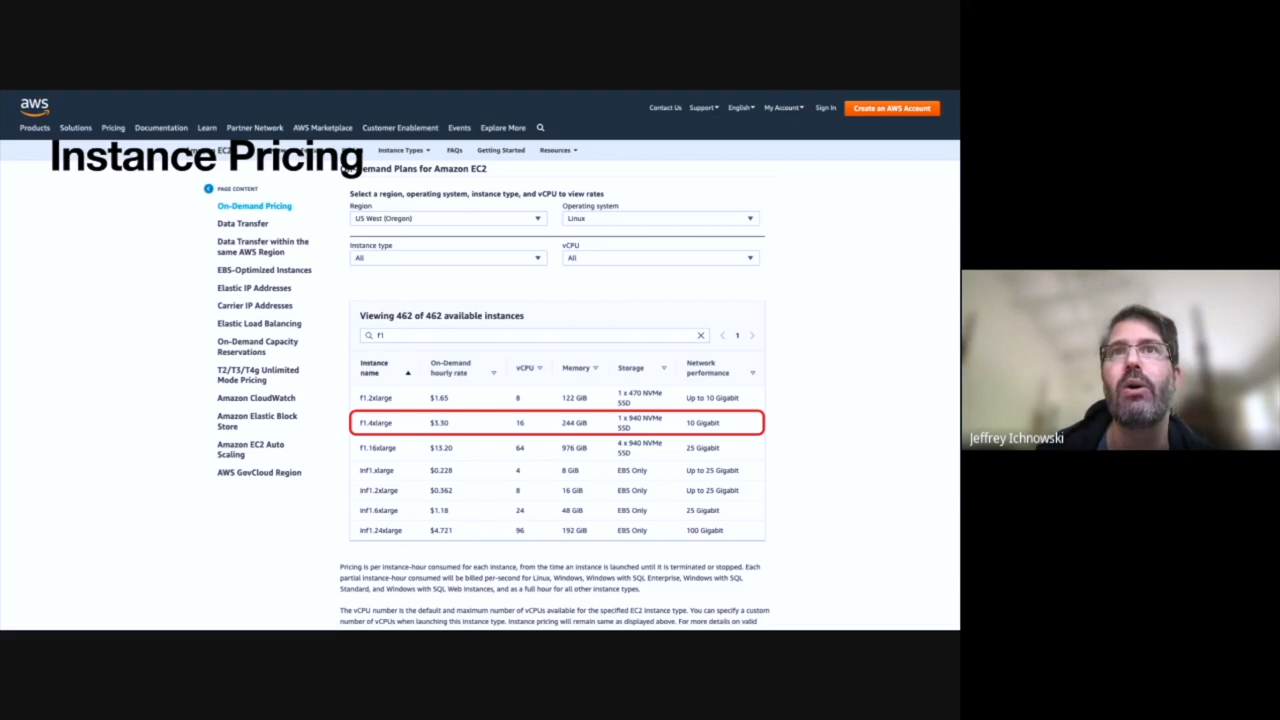 aws
Contact Us Support English My Account Sign In Create an AWS Account
Products Solutions Pricing Documentation Learn Partner Network AWS Marketplace Customer Enablement Events Explore More
Instance Pricing
EC2 Instance Types FAQs Getting Started Resources
-Demand Plans for Amazon EC2
PAGE CONTENT
On-Demand Pricing
Data Transfer
Data Transfer within the
same AWS Region
EBS-Optimized Instances
Elastic IP Addresses
Carrier IP Addresses
Elastic Load Balancing
On-Demand Capacity
Reservations
T2/T3/T4g Unlimited
Mode Pricing
Amazon CloudWatch
Amazon Elastic Block
Store
Amazon EC2 Auto
Scaling
AWS GovCloud Region
Select a region, operating system, instance type, and vCPU to view rates
Region Operating system
US West (Oregon) Linux
Instance type vCPU
All All
Viewing 462 of 462 available instances
f1 1
Instance name On-Demand hourly rate vCPU Memory Storage Network performance
f1.2xlarge $1.65 8 122 GiB 1 x 470 NVMe SSD Up to 10 Gigabit
f1.4xlarge $3.30 16 244 GiB 1 x 940 NVMe SSD 10 Gigabit
f1.16xlarge $13.20 64 976 GiB 4 x 940 NVMe SSD 25 Gigabit
inf1.xlarge $0.228 4 8 GiB EBS Only Up to 25 Gigabit
inf1.2xlarge $0.362 8 16 GiB EBS Only Up to 25 Gigabit
inf1.6xlarge $1.18 24 48 GiB EBS Only 25 Gigabit
inf1.24xlarge $4.721 96 192 GiB EBS Only 100 Gigabit
Pricing is per instance-hour consumed for each instance, from the time an instance is launched until it is terminated or stopped. Each
partial instance-hour consumed will be billed per-second for Linux, Windows, Windows with SQL Enterprise, Windows with SQL
Standard, and Windows with SQL Web Instances, and as a full hour for all other instance types.
The vCPU number is the default and maximum number of vCPUs available for the specified EC2 instance type. You can specify a custom
number of vCPUs when launching this instance type. Instance pricing will remain same as displayed above. For more details on valid
Jeffrey Ichnowski